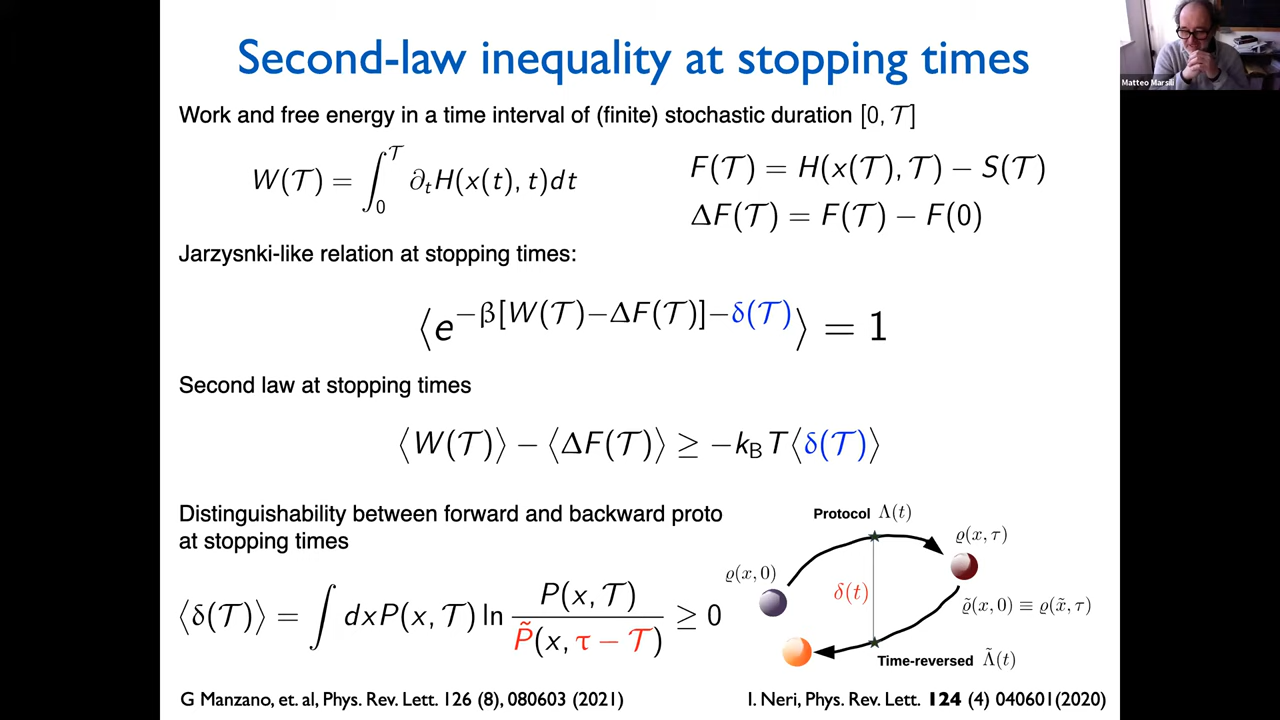 Second-law inequality at stopping times
Matteo Marsili
Work and free energy in a time interval of (finite) stochastic duration [0, 𝒯]
W(𝒯) = ∫₀^𝒯 ∂ₜH(x(t), t)dt
F(𝒯) = H(x(𝒯), 𝒯) − S(𝒯)
ΔF(𝒯) = F(𝒯) − F(0)
Jarzysnki-like relation at stopping times:
⟨e^{−β[W(𝒯)−ΔF(𝒯)]−δ(𝒯)}⟩ = 1
Second law at stopping times
⟨W(𝒯)⟩ − ⟨ΔF(𝒯)⟩ ≥ −k_B T⟨δ(𝒯)⟩
Distinguishability between forward and backward proto
at stopping times
⟨δ(𝒯)⟩ = ∫ dxP(x, 𝒯) ln P(x, 𝒯) / P̃(x, τ − 𝒯) ≥ 0
Protocol Λ(t)
ϱ(x, τ)
ϱ(x, 0)
δ(t)
ϱ̃(x, 0) ≡ ϱ(x̃, τ)
Time-reversed Λ̃(t)
G Manzano, et. al, Phys. Rev. Lett. 126 (8), 080603 (2021)
I. Neri, Phys. Rev. Lett. 124 (4) 040601(2020)